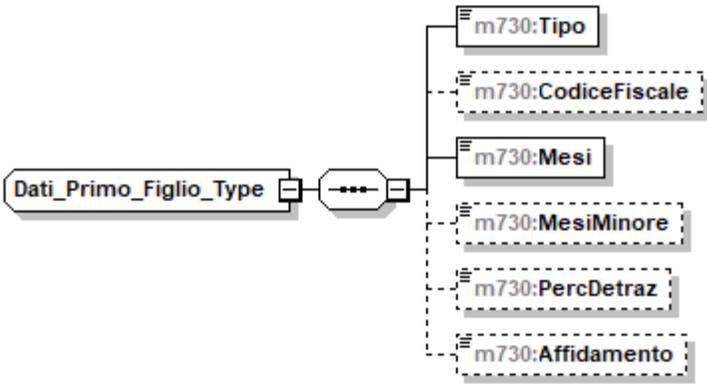 m730:Tipo
m730:CodiceFiscale
m730:Mesi
Dati_Primo_Figlio_Type
m730:MesiMinore
m730:PercDetraz
m730:Affidamento